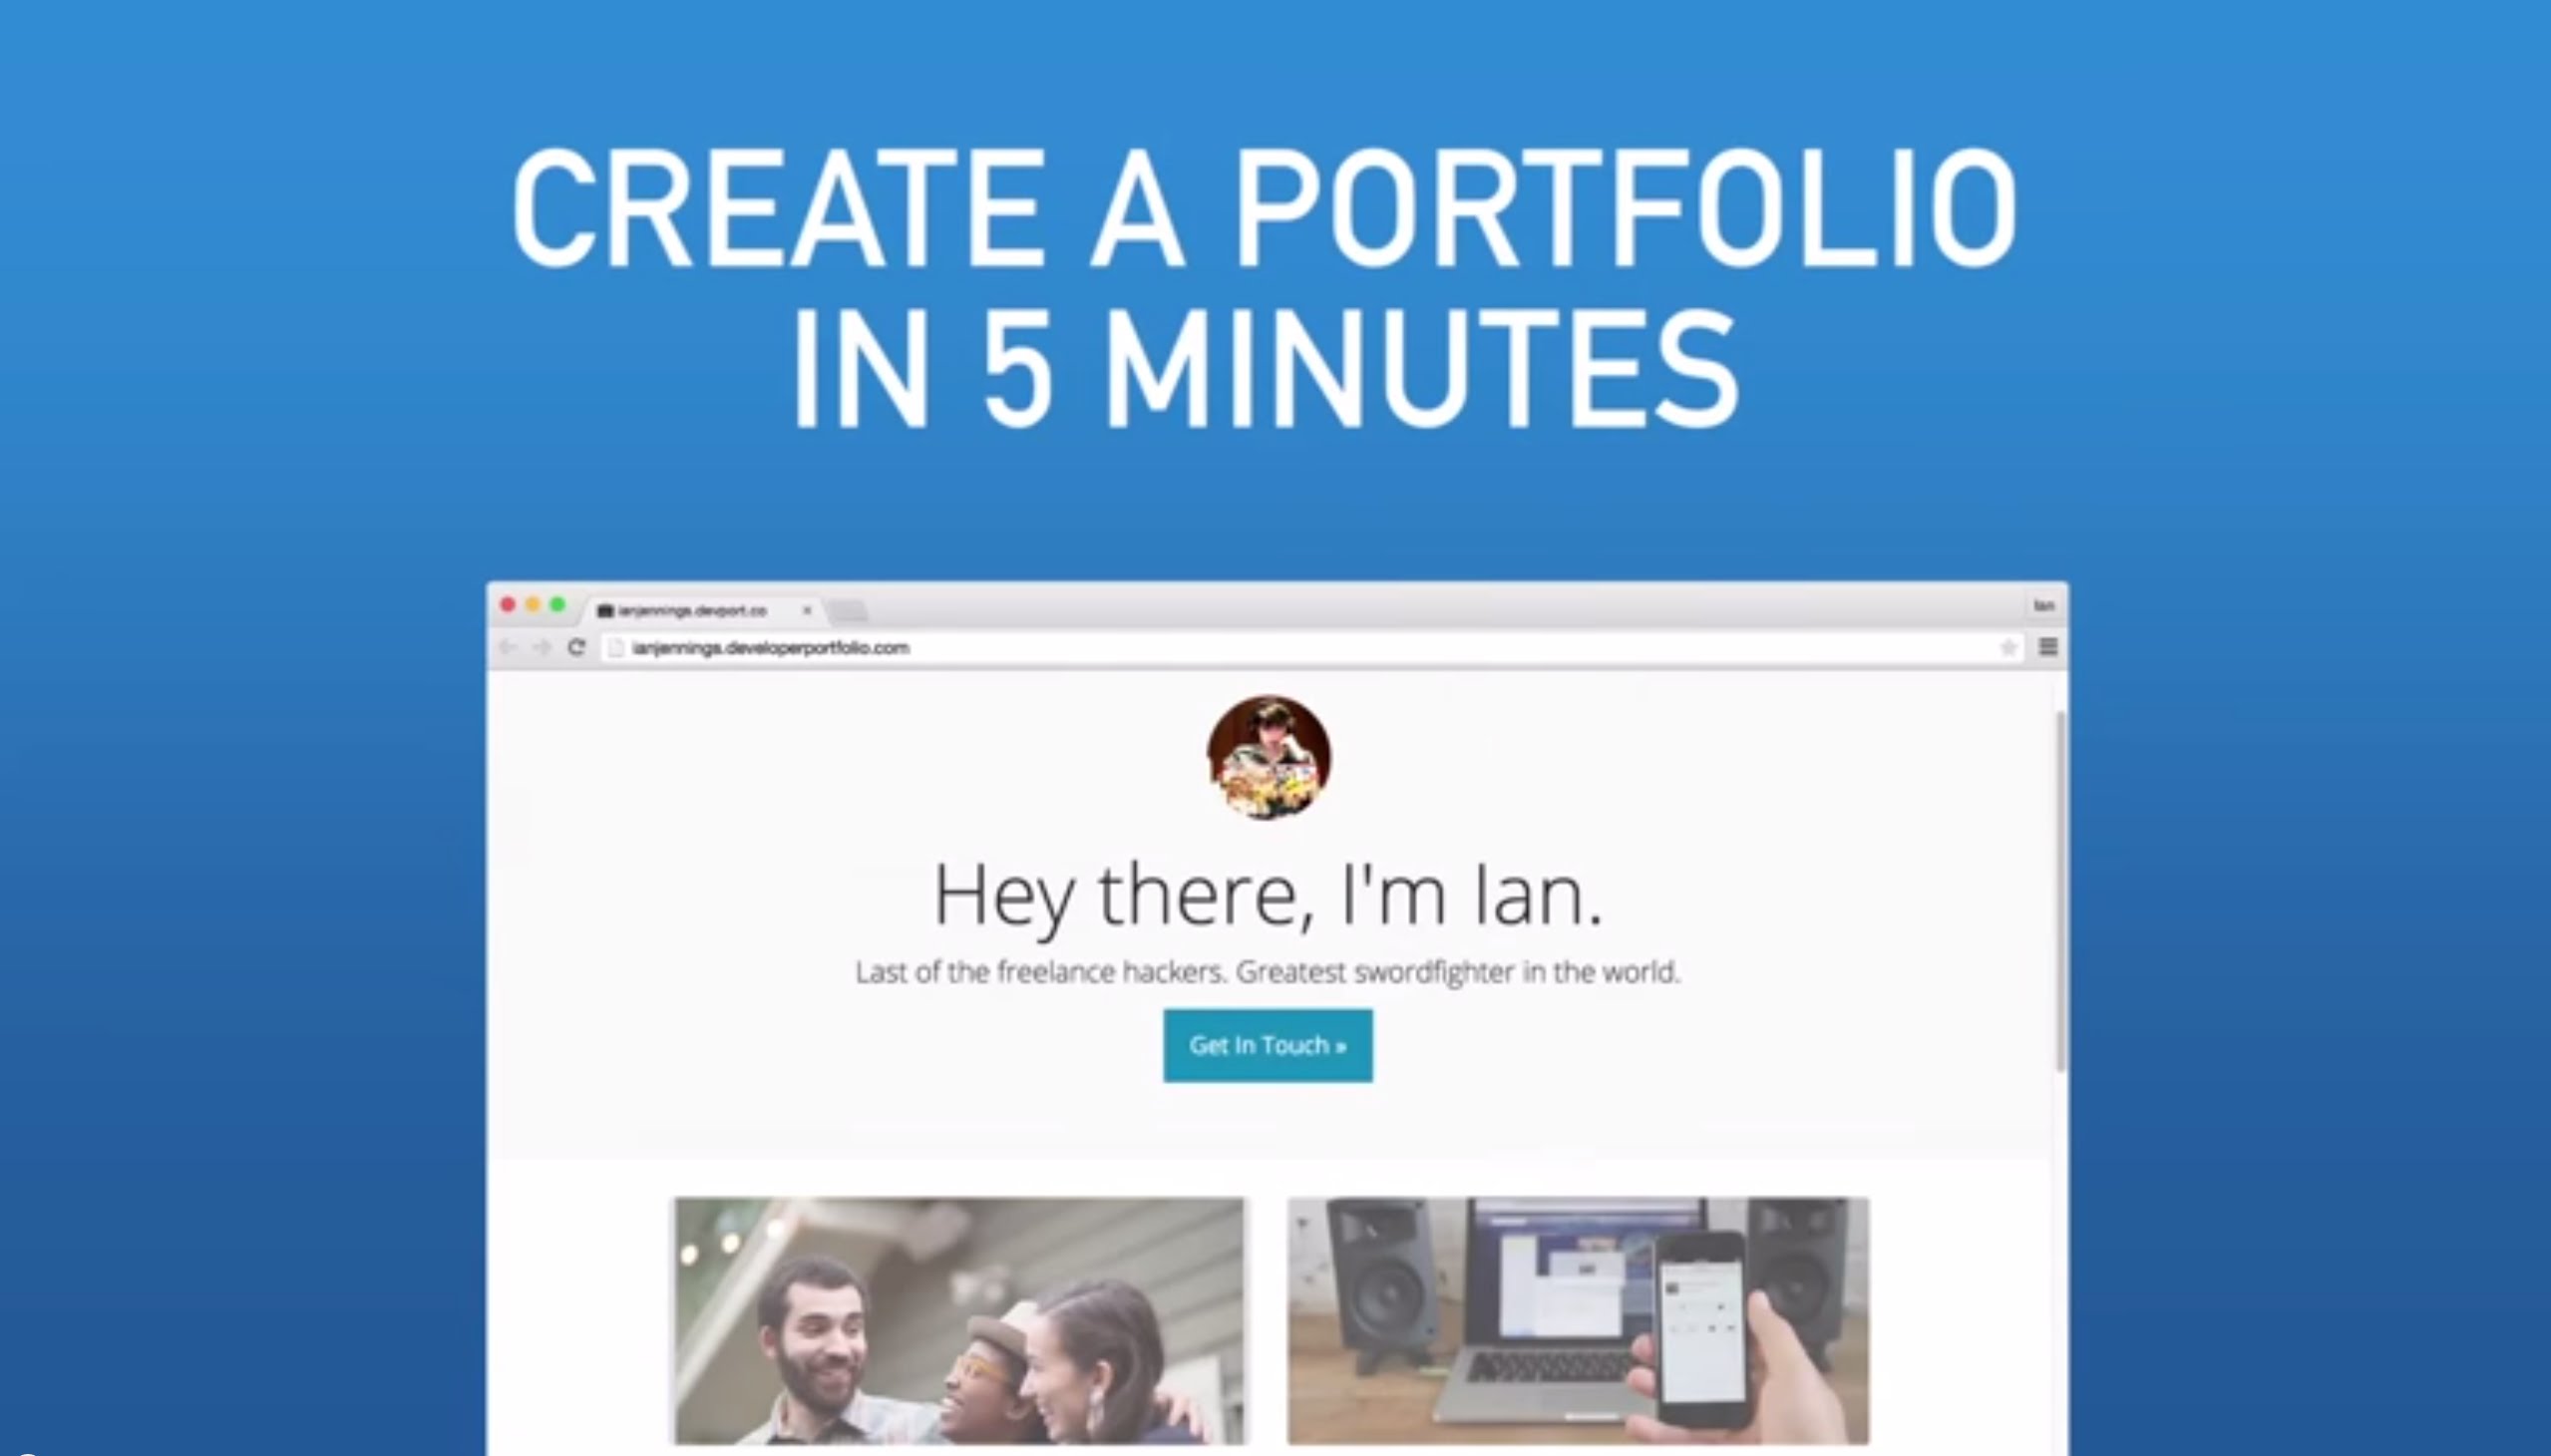 CREATE A PORTFOLIO
IN 5 MINUTES
ianjennings.devport.co
Ian
ianjennings.developerportfolio.com
Hey there, I'm Ian.
Last of the freelance hackers. Greatest swordfighter in the world.
Get In Touch »